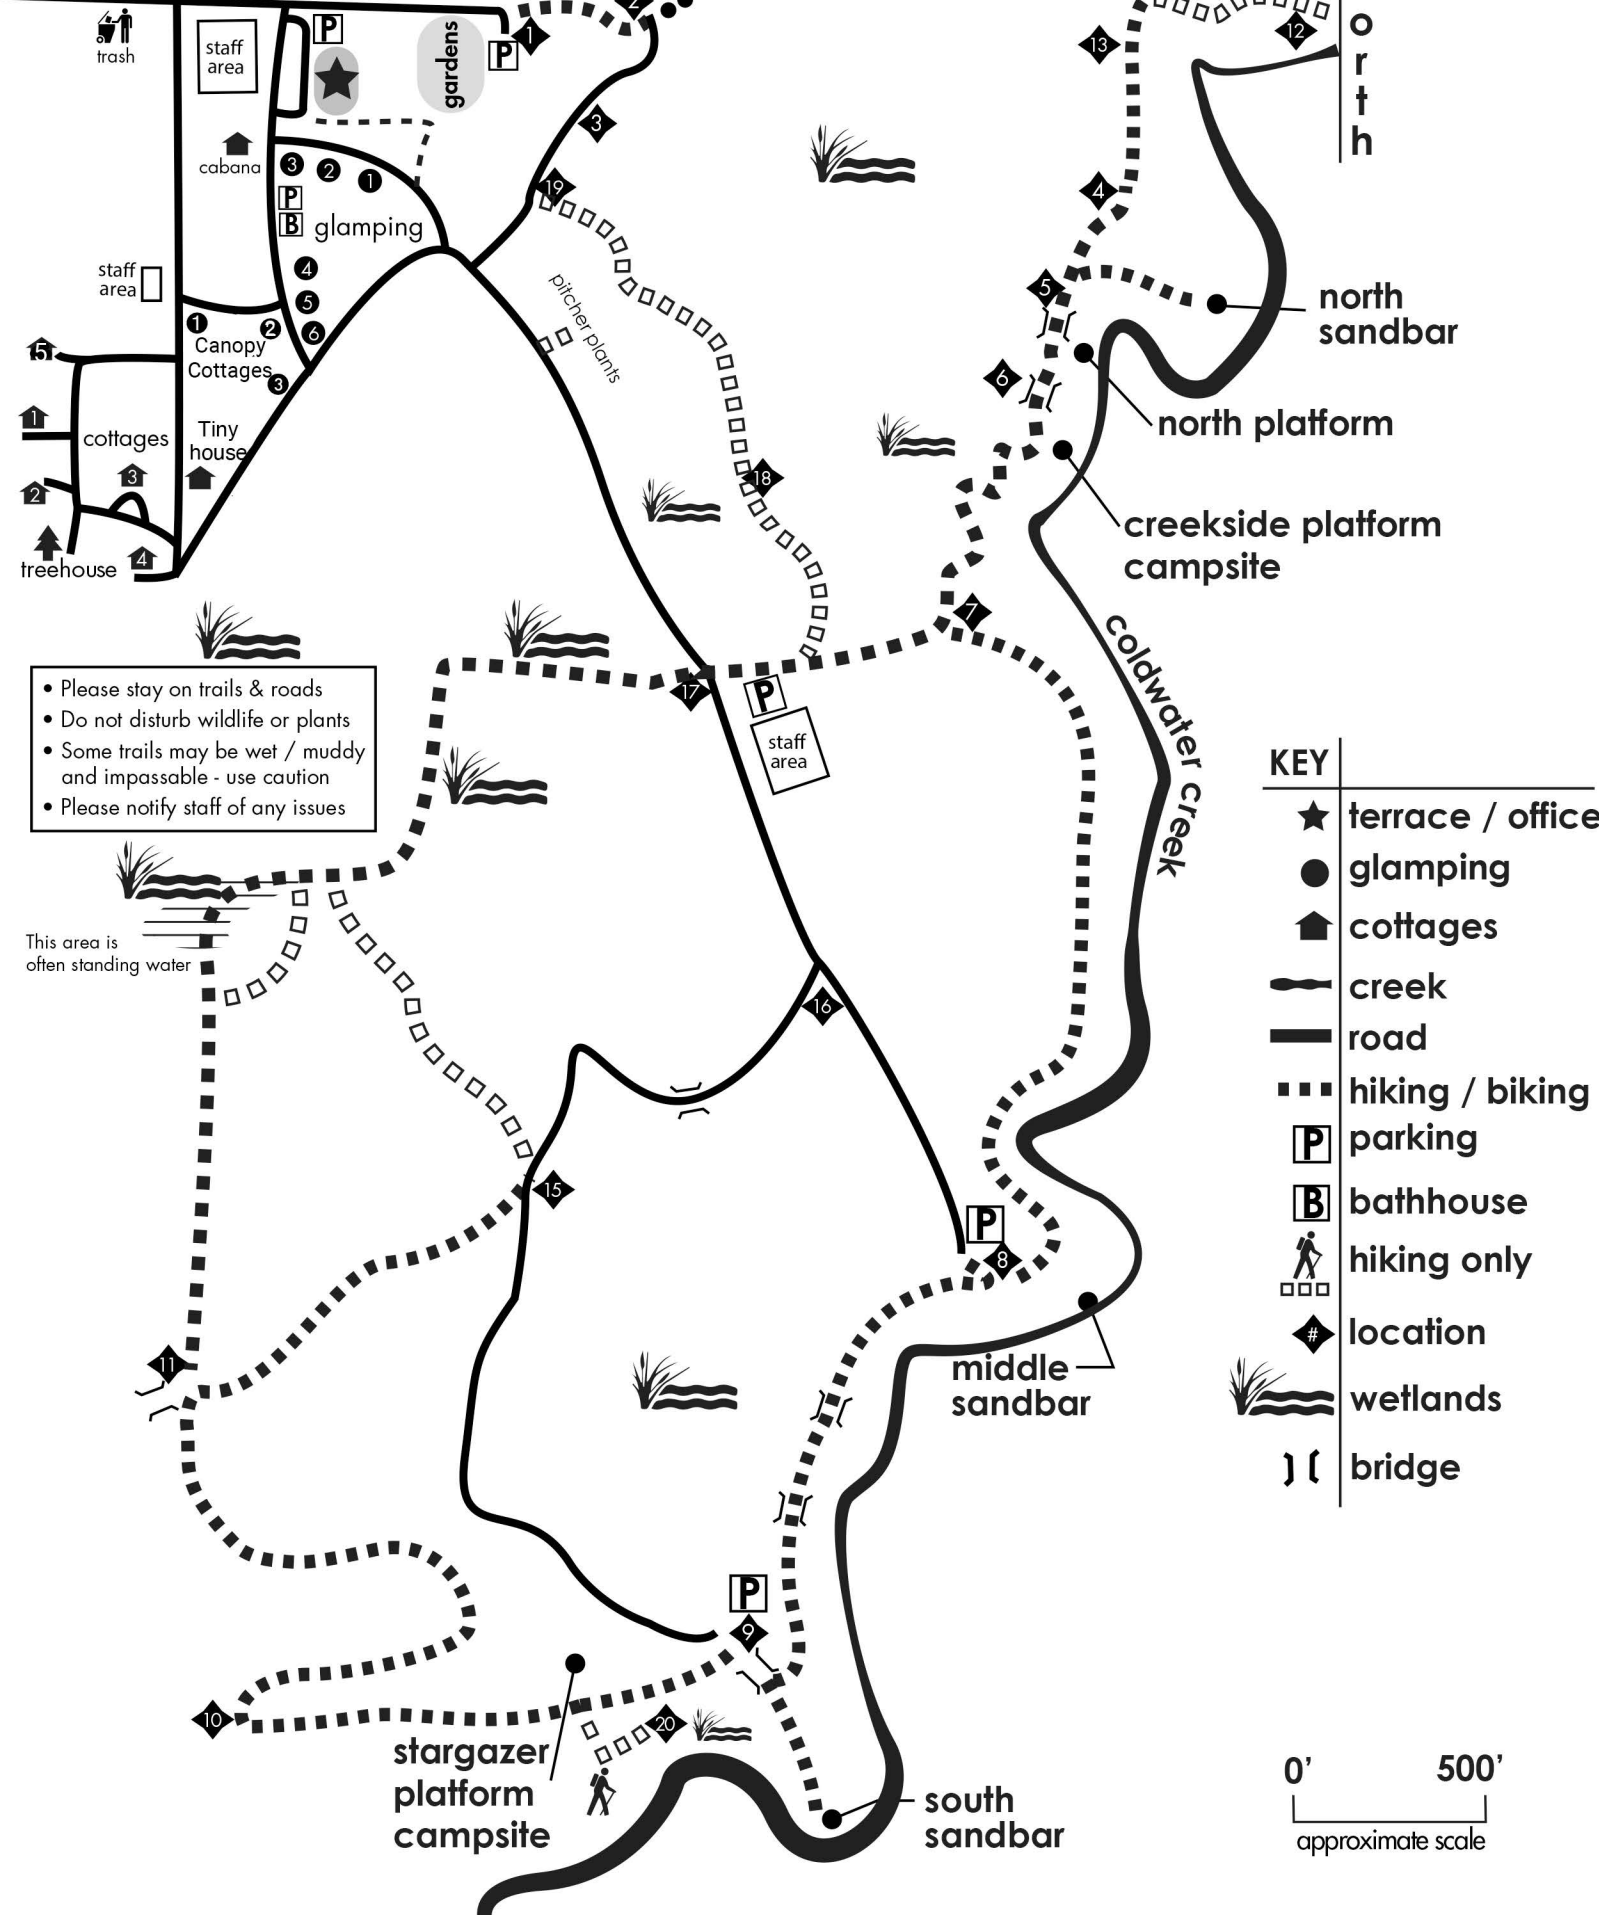 trash
staff
area
P
gardens
P
1
2
13
12
o
r
t
h
3
cabana
3
2
1
P
B
glamping
19
4
staff
area
4
5
6
pitcher plants
5
north
sandbar
1
2
Canopy
Cottages
3
5
6
north platform
1
cottages
Tiny
house
2
3
18
creekside platform
campsite
treehouse
4
7
coldwater creek
• Please stay on trails & roads
• Do not disturb wildlife or plants
• Some trails may be wet / muddy
and impassable - use caution
• Please notify staff of any issues
17
P
staff
area
This area is
often standing water
16
15
P
8
11
middle
sandbar
P
9
10
20
stargazer
platform
campsite
south
sandbar
KEY
terrace / office
glamping
cottages
creek
road
hiking / biking
P parking
B bathhouse
hiking only
# location
wetlands
bridge
0’ 500’
approximate scale